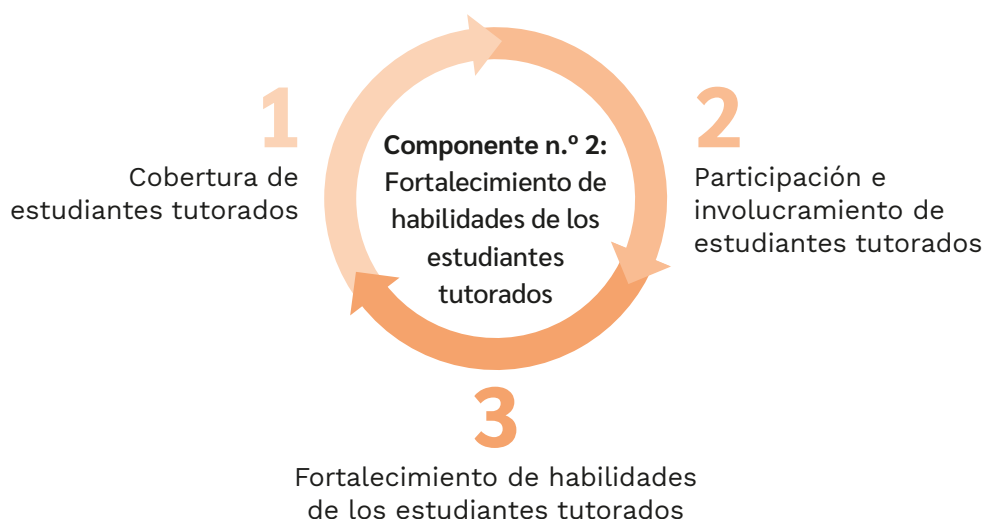 1
Cobertura de
estudiantes tutorados
Componente n.º 2:
Fortalecimiento de
habilidades de los
estudiantes
tutorados
2
Participación e
involucramiento de
estudiantes tutorados
3
Fortalecimiento de habilidades
de los estudiantes tutorados